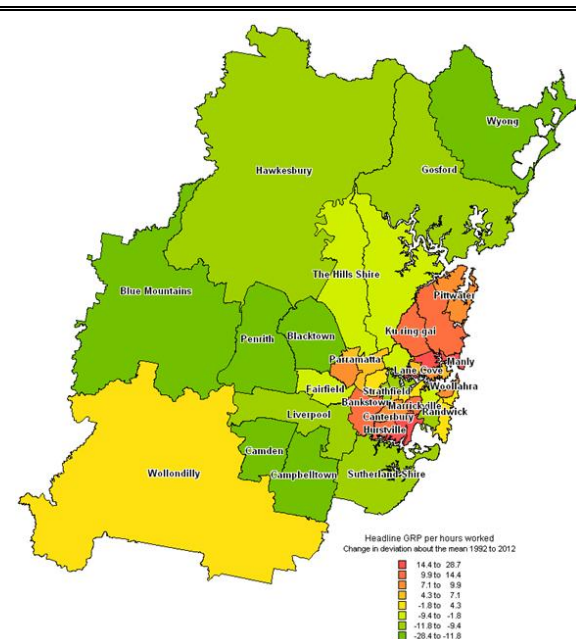 Wyong
Hawkesbury
Gosford
The Hills Shire
Blue Mountains
Pittwater
Ku ring gai
Penrith
Blacktown
Parramatta
Manly
Lane Cove
Fairfield
Strathfield
Woollahra
Bankstown
Marrickville
Randwick
Liverpool
Canterbury
Hurstville
Camden
Wollondilly
Campbelltown
Sutherland Shire
Headline GRP per hours worked
Change in deviation about the mean 1992 to 2012
14.4 to 28.7
9.9 to 14.4
7.1 to 9.9
4.3 to 7.1
-1.8 to 4.3
-9.4 to -1.8
-11.8 to -9.4
-28.4 to -11.8